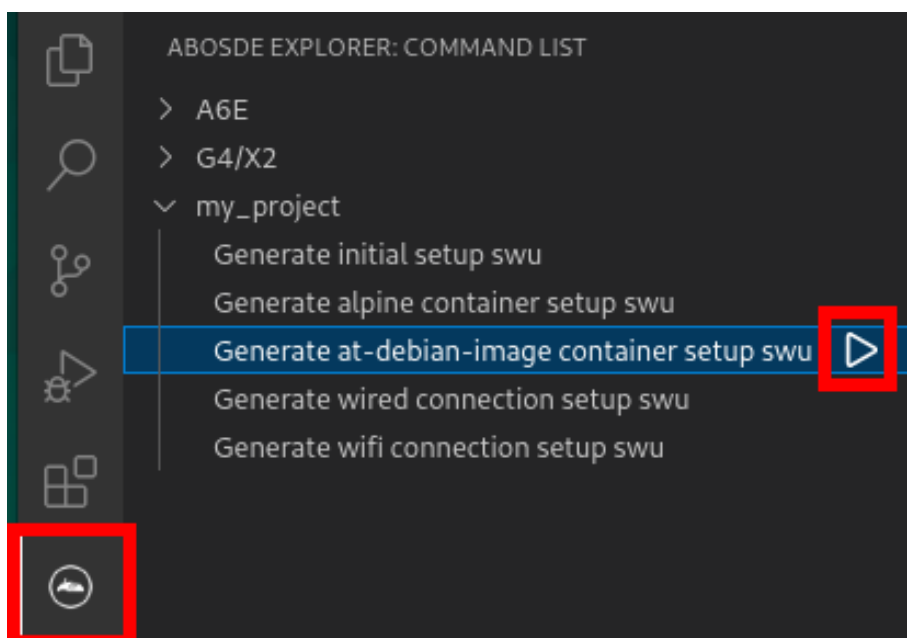 ABOSDE EXPLORER: COMMAND LIST
A6E
G4/X2
my_project
Generate initial setup swu
Generate alpine container setup swu
Generate at-debian-image container setup swu
Generate wired connection setup swu
Generate wifi connection setup swu